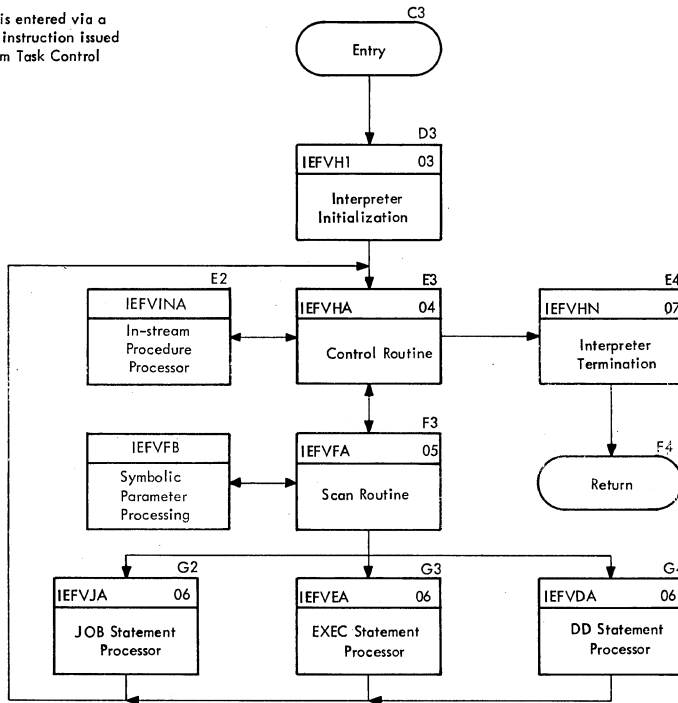 is entered via a
instruction issued
m Task Control
C3
Entry
D3
IEFVH1 03
Interpreter
Initialization
E2
IEFVINA
In-stream
Procedure
Processor
E3
IEFVHA 04
Control Routine
E4
IEFVHN 07
Interpreter
Termination
F3
IEFVFA 05
Scan Routine
IEFVFB
Symbolic
Parameter
Processing
F4
Return
G2
IEFVJA 06
JOB Statement
Processor
G3
IEFVEA 06
EXEC Statement
Processor
G4
IEFVDA 06
DD Statement
Processor